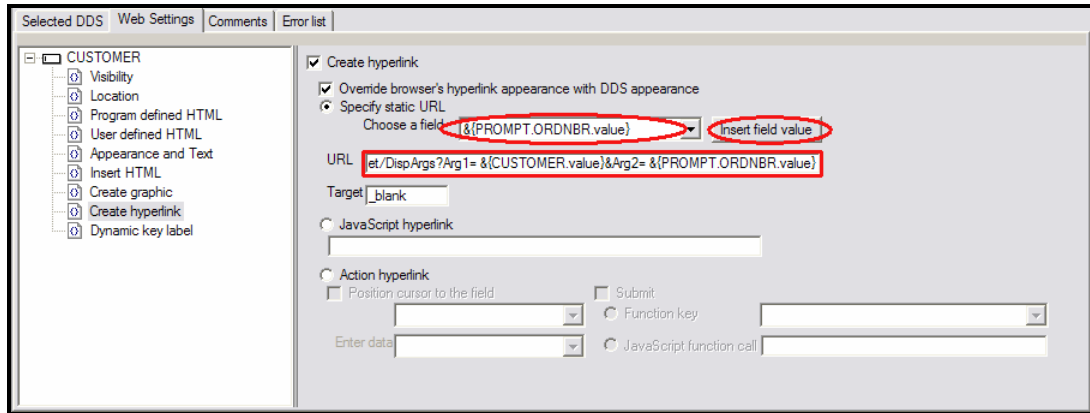 Selected DDS Web Settings Comments Error list
CUSTOMER
Visibility
Location
Program defined HTML
User defined HTML
Appearance and Text
Insert HTML
Create graphic
Create hyperlink
Dynamic key label
Create hyperlink
Override browser's hyperlink appearance with DDS appearance
Specify static URL
Choose a field &{PROMPT.ORDNBR.value} Insert field value
URL et/DispArgs?Arg1= &{CUSTOMER.value}&Arg2= &{PROMPT.ORDNBR.value}
Target _blank
JavaScript hyperlink
Action hyperlink
Position cursor to the field Submit
Function key
Enter data JavaScript function call